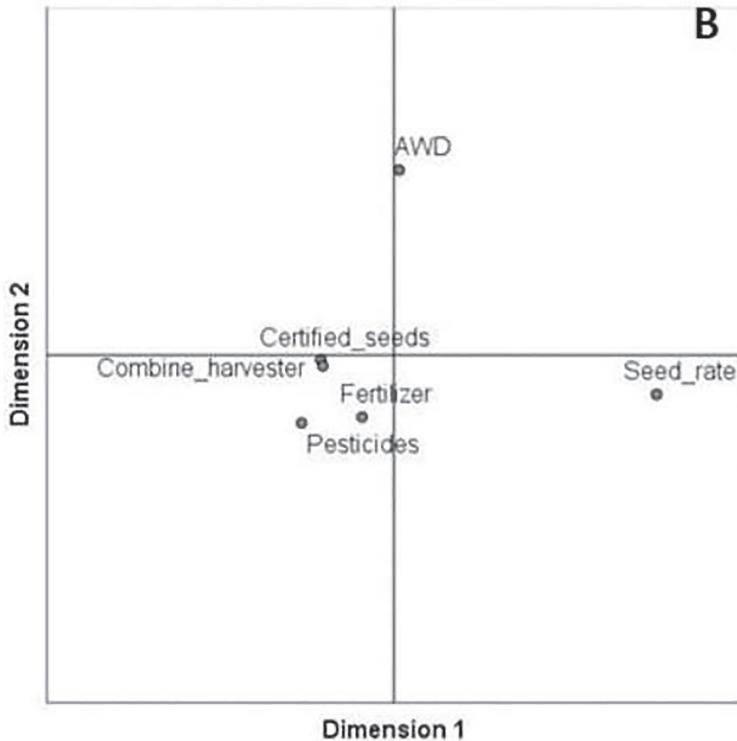 B
AWD
Certified_seeds
Combine_harvester
Seed_rate
Fertilizer
Pesticides
Dimension 2
Dimension 1